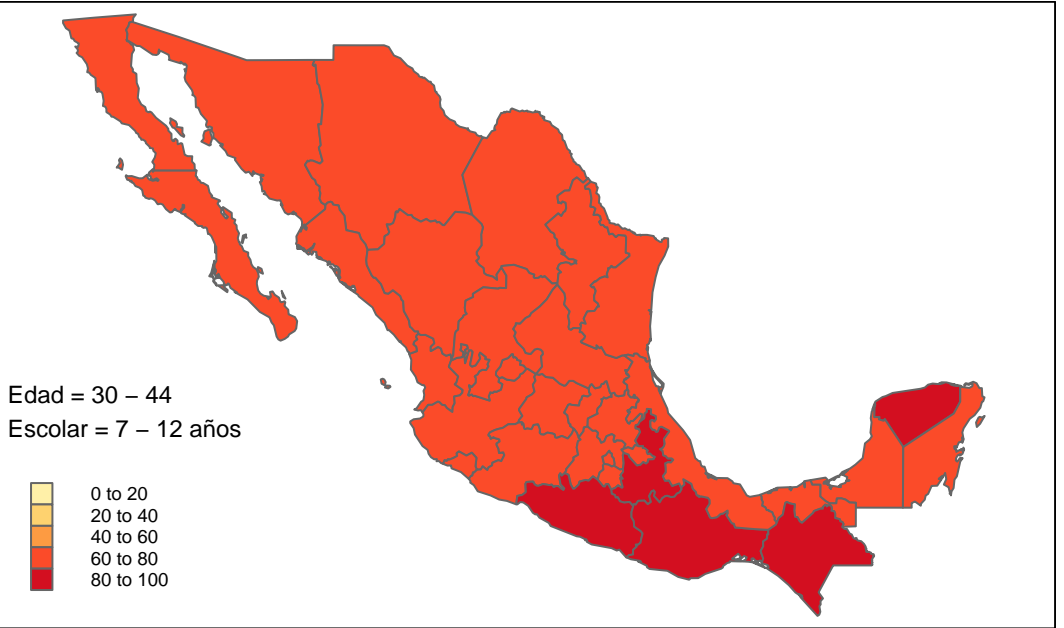 Edad = 30 – 44
Escolar = 7 – 12 años
0 to 20
20 to 40
40 to 60
60 to 80
80 to 100